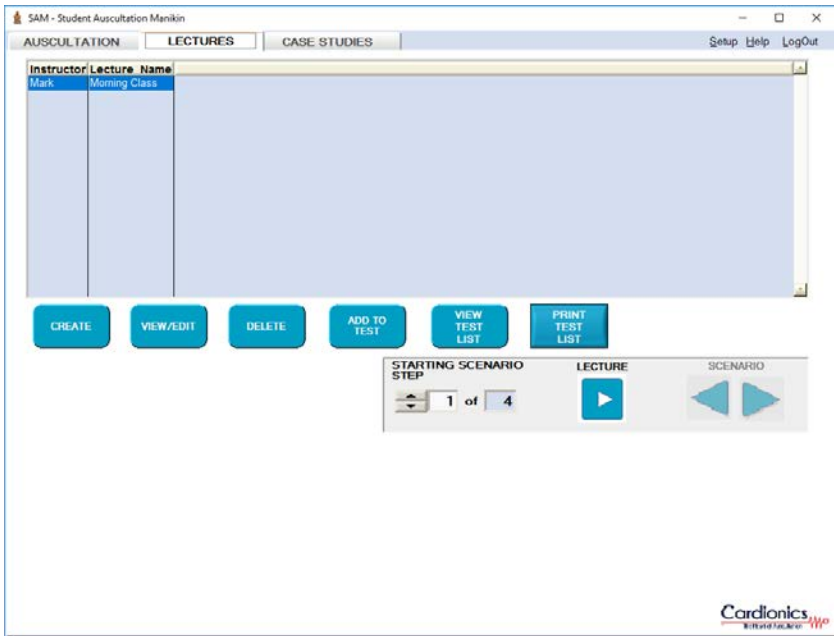 SAM - Student Auscultation Manikin
AUSCULTATION LECTURES CASE STUDIES Setup Help LogOut
Instructor Lecture Name
Mark Morning Class
CREATE
VIEW/EDIT
DELETE
ADD TO
TEST
VIEW
TEST
LIST
PRINT
TEST
LIST
STARTING SCENARIO
STEP
1 of 4
LECTURE
SCENARIO
Cardionics